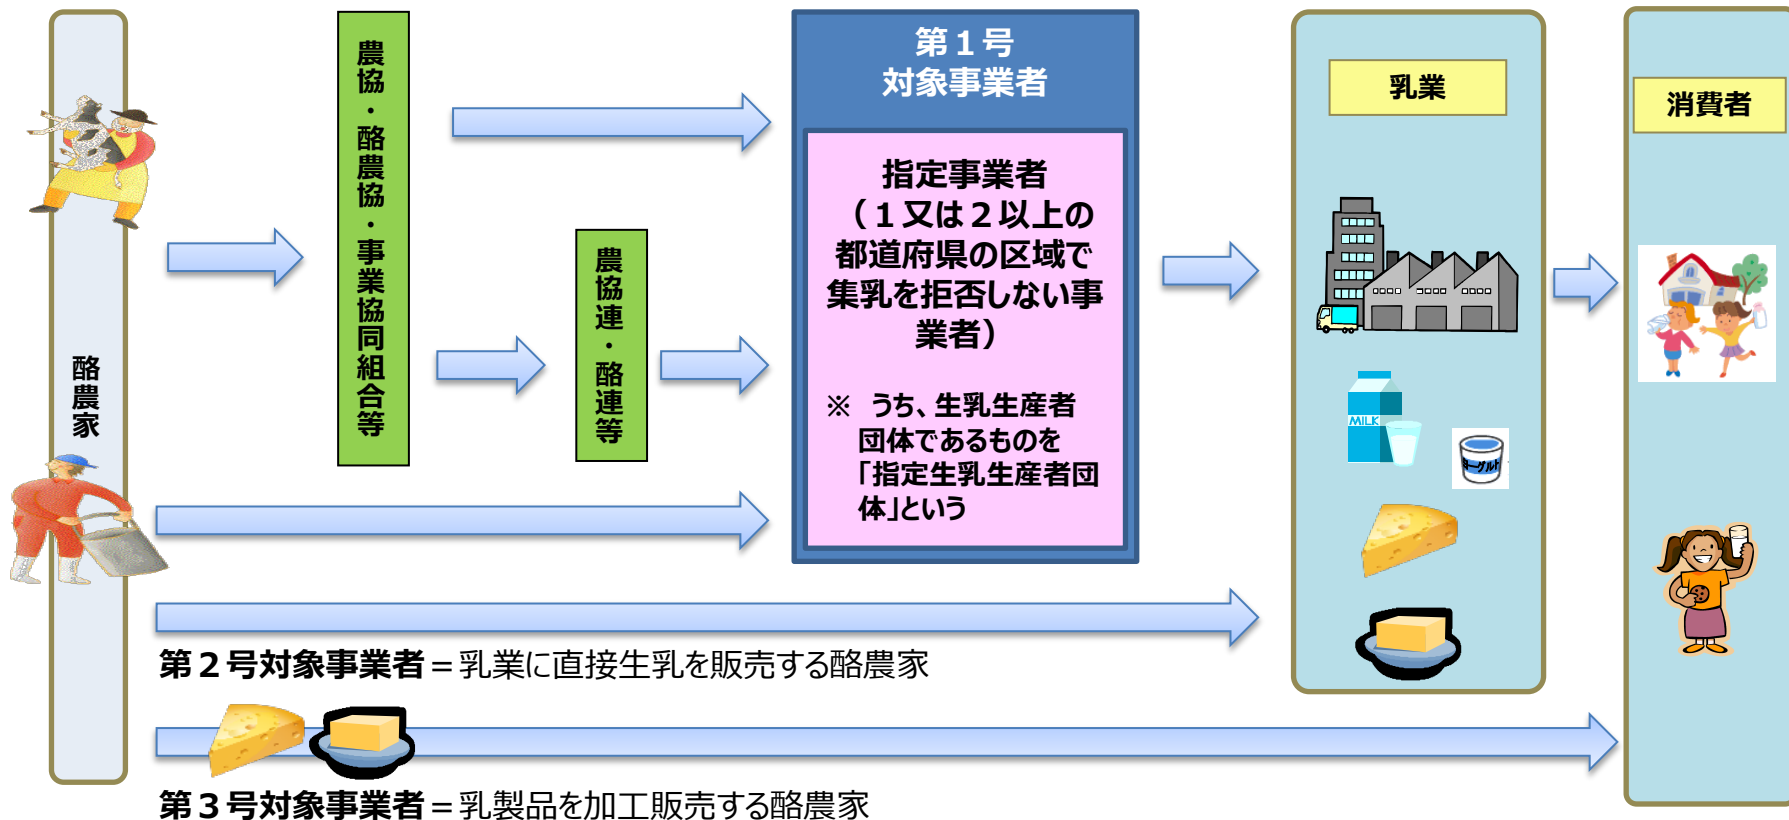 酪農家
農協・酪農協・事業協同組合等
農協連・酪連等
第１号
対象事業者
指定事業者
（１又は２以上の
都道府県の区域で
集乳を拒否しない事
業者）
※　うち、生乳生産者
団体であるものを
「指定生乳生産者団
体」という
乳業
MILK
ヨーグルト
消費者
第２号対象事業者＝乳業に直接生乳を販売する酪農家
第３号対象事業者＝乳製品を加工販売する酪農家